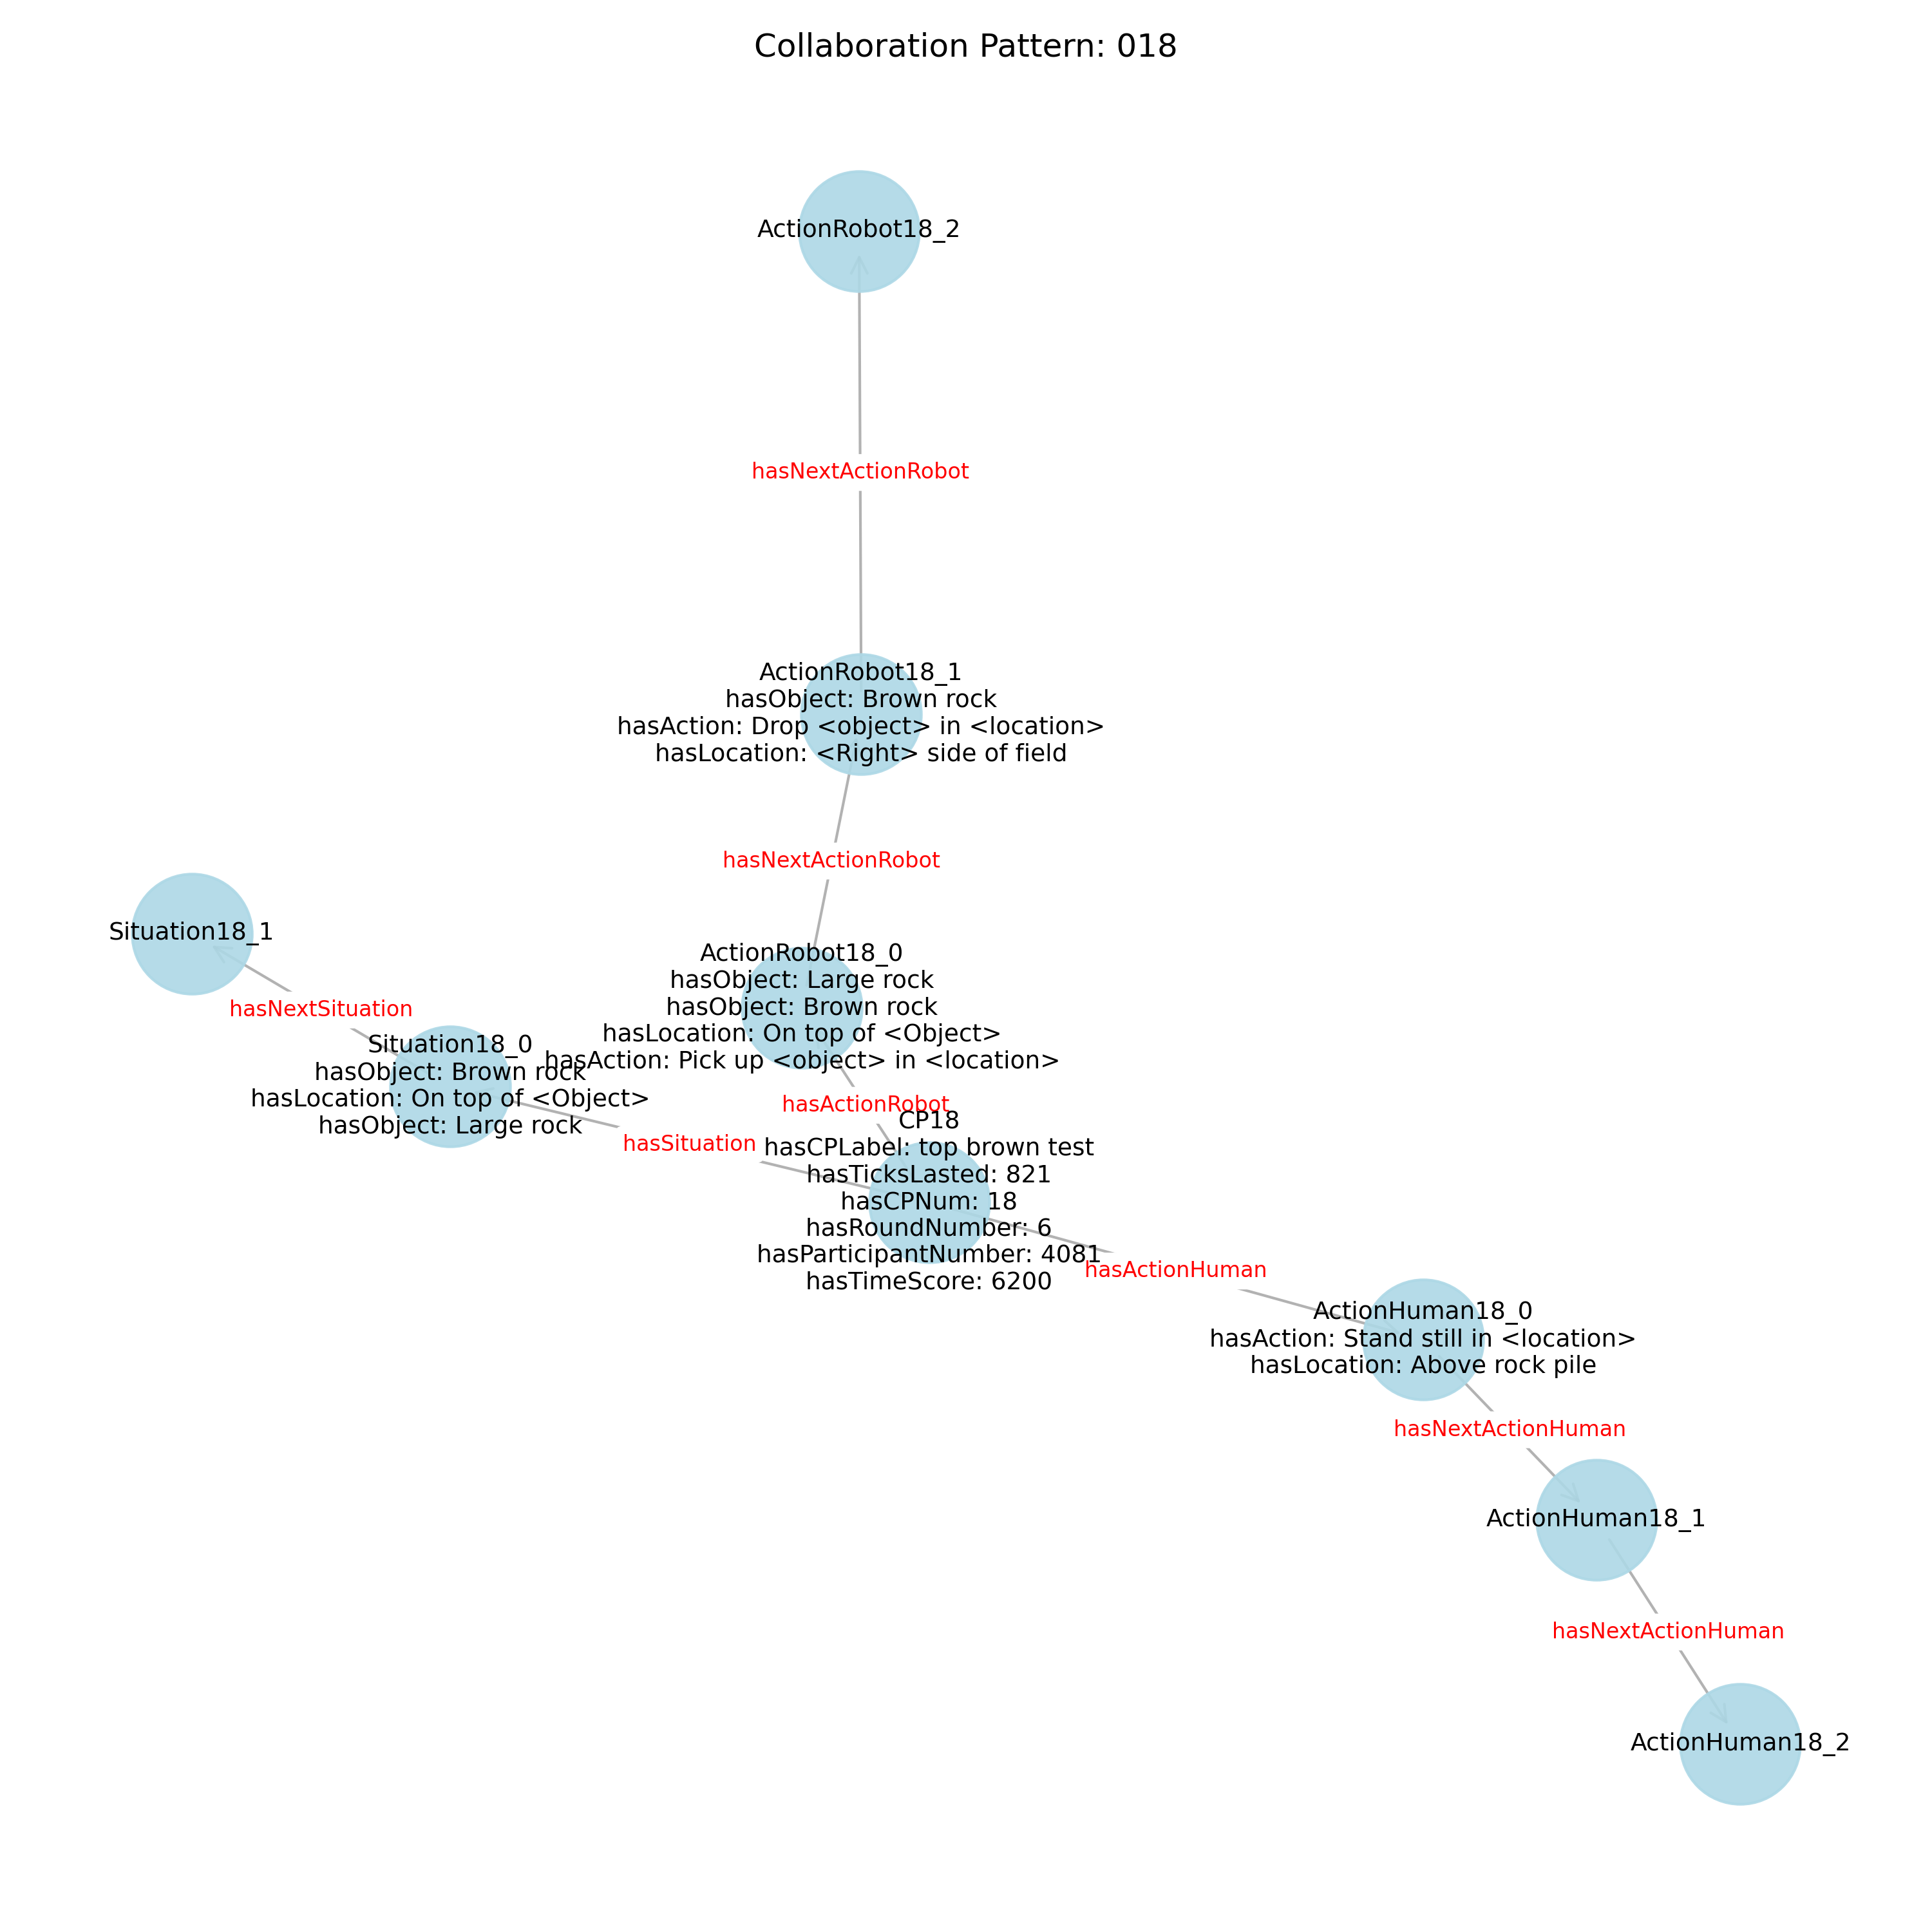 Collaboration Pattern: 018
ActionRobot18_2
hasNextActionRobot
ActionRobot18_1
hasObject: Brown rock
hasAction: Drop <object> in <location>
hasLocation: <Right> side of field
hasNextActionRobot
Situation18_1
hasNextSituation
ActionRobot18_0
hasObject: Large rock
hasObject: Brown rock
hasLocation: On top of <Object>
hasAction: Pick up <object> in <location>
Situation18_0
hasObject: Brown rock
hasLocation: On top of <Object>
hasObject: Large rock
hasActionRobot
hasSituation
CP18
hasCPLabel: top brown test
hasTicksLasted: 821
hasCPNum: 18
hasRoundNumber: 6
hasParticipantNumber: 4081
hasTimeScore: 6200
hasActionHuman
ActionHuman18_0
hasAction: Stand still in <location>
hasLocation: Above rock pile
hasNextActionHuman
ActionHuman18_1
hasNextActionHuman
ActionHuman18_2